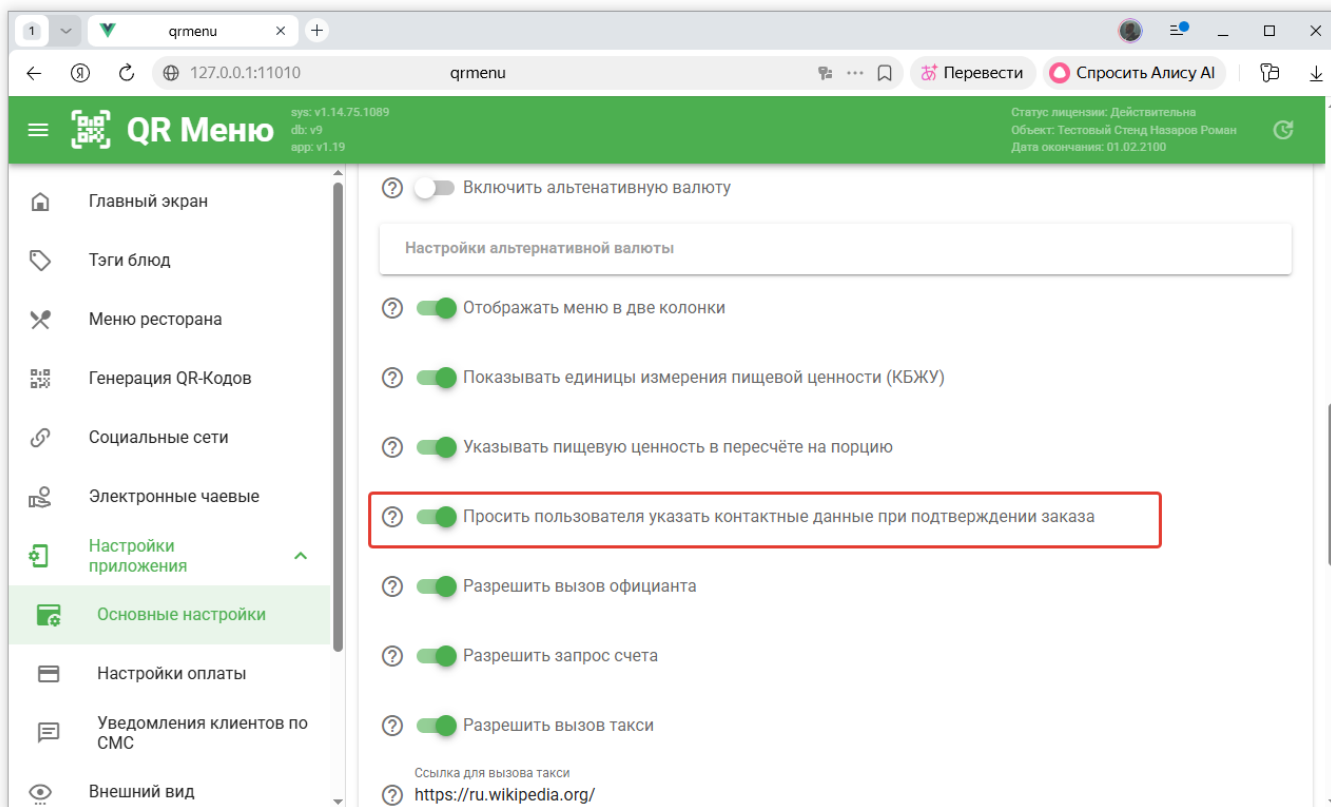 1
qrmenu
127.0.0.1:11010
qrmenu
Перевести
Спросить Алису AI
QR Меню
sys: v1.14.75.1089
db: v9
app: v1.19
Статус лицензии: Действительна
Объект: Тестовый Стенд Назаров Роман
Дата окончания: 01.02.2100
Главный экран
Тэги блюд
Меню ресторана
Генерация QR-Кодов
Социальные сети
Электронные чаевые
Настройки
приложения
Основные настройки
Настройки оплаты
Уведомления клиентов по
СМС
Внешний вид
Включить альтенативную валюту
Настройки альтернативной валюты
Отображать меню в две колонки
Показывать единицы измерения пищевой ценности (КБЖУ)
Указывать пищевую ценность в пересчёте на порцию
Просить пользователя указать контактные данные при подтверждении заказа
Разрешить вызов официанта
Разрешить запрос счета
Разрешить вызов такси
Ссылка для вызова такси
https://ru.wikipedia.org/